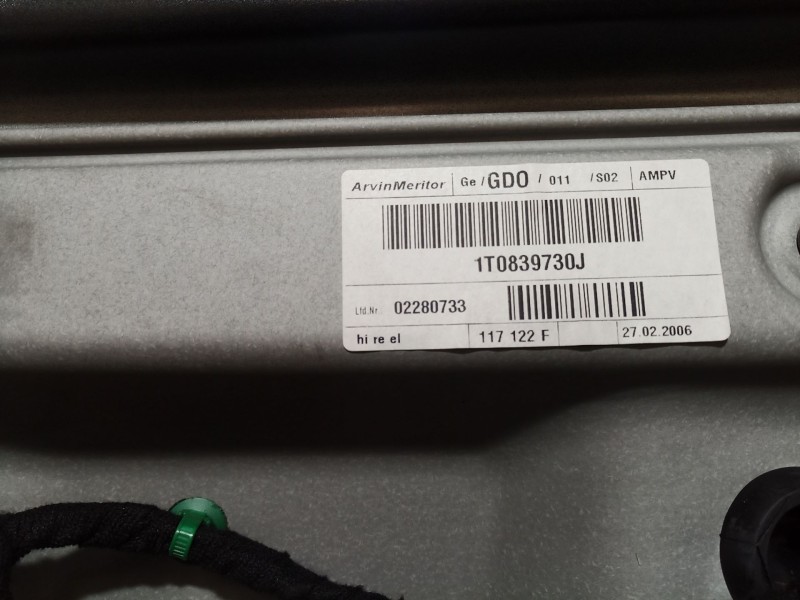 ArvinMeritor Ge / GDO / 011 / S02 AMPV
1T0839730J
Lfd.Nr 02280733
hi re el 117 122 F 27.02.2006